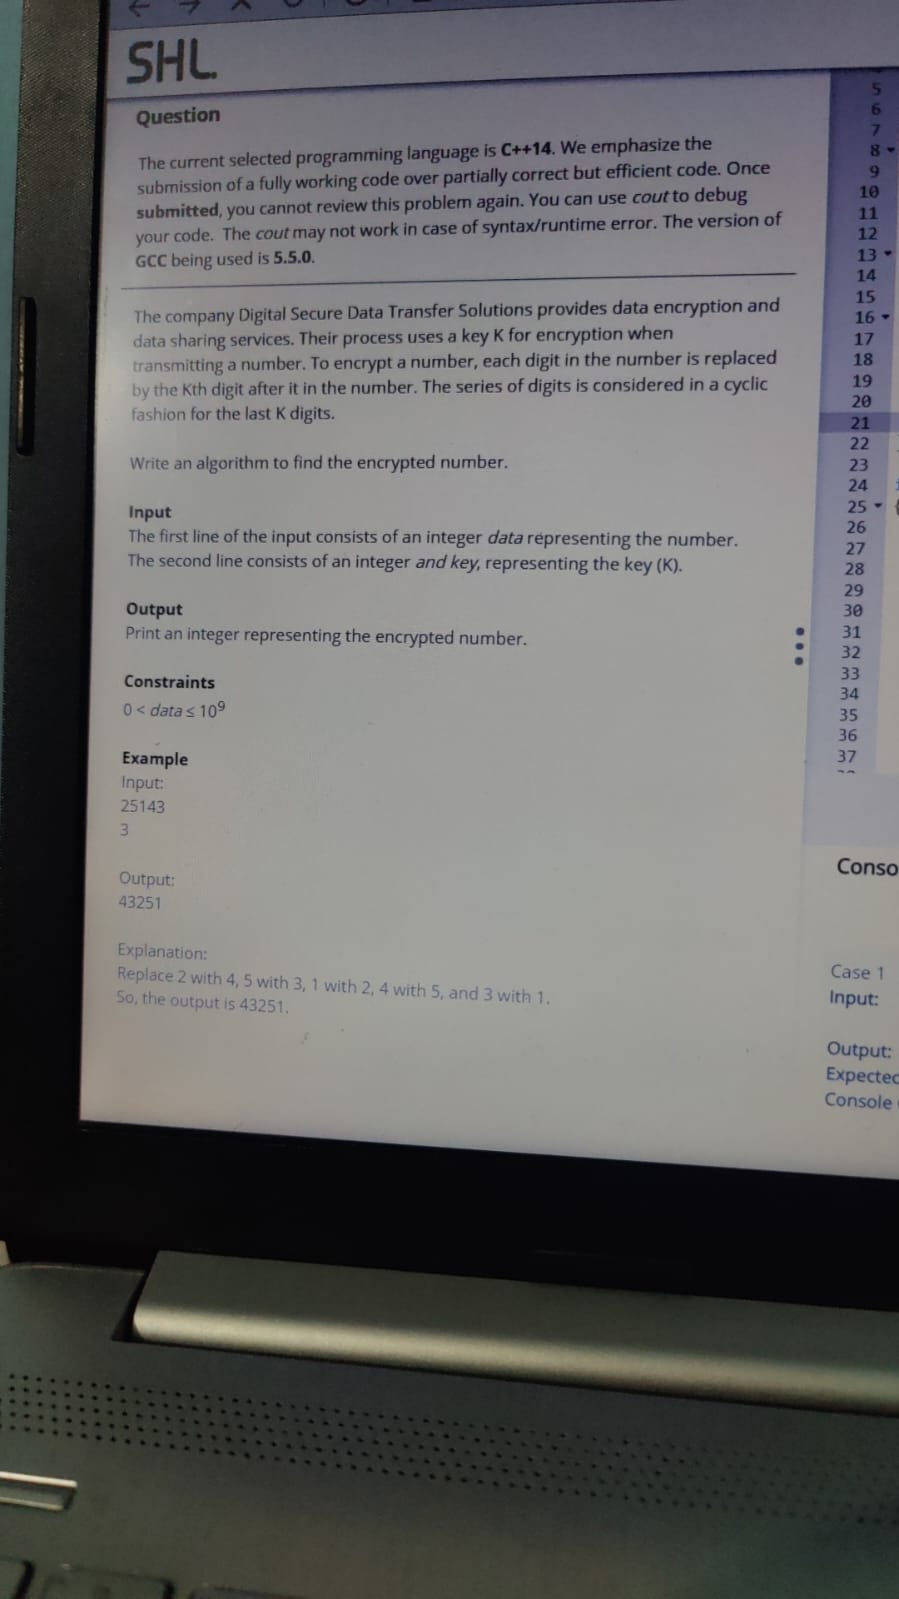 SHL
Question
The current selected programming language is C++14. We emphasize the
submission of a fully working code over partially correct but efficient code. Once
submitted, you cannot review this problem again. You can use cout to debug
your code. The cout may not work in case of syntax/runtime error. The version of
GCC being used is 5.5.0.
The company Digital Secure Data Transfer Solutions provides data encryption and
data sharing services. Their process uses a key K for encryption when
transmitting a number. To encrypt a number, each digit in the number is replaced
by the Kth digit after it in the number. The series of digits is considered in a cyclic
fashion for the last K digits.
Write an algorithm to find the encrypted number.
Input
The first line of the input consists of an integer data representing the number.
The second line consists of an integer and key, representing the key (K).
Output
Print an integer representing the encrypted number.
Constraints
0 < data ≤ 10⁹
Example
Input:
25143
3
Output:
43251
Explanation:
Replace 2 with 4, 5 with 3, 1 with 2, 4 with 5, and 3 with 1.
So, the output is 43251.
5
6
7
8
9
10
11
12
13
14
15
16
17
18
19
20
21
22
23
24
25
26
27
28
29
30
31
32
33
34
35
36
37
Conso
Case 1
Input:
Output:
Expected
Console